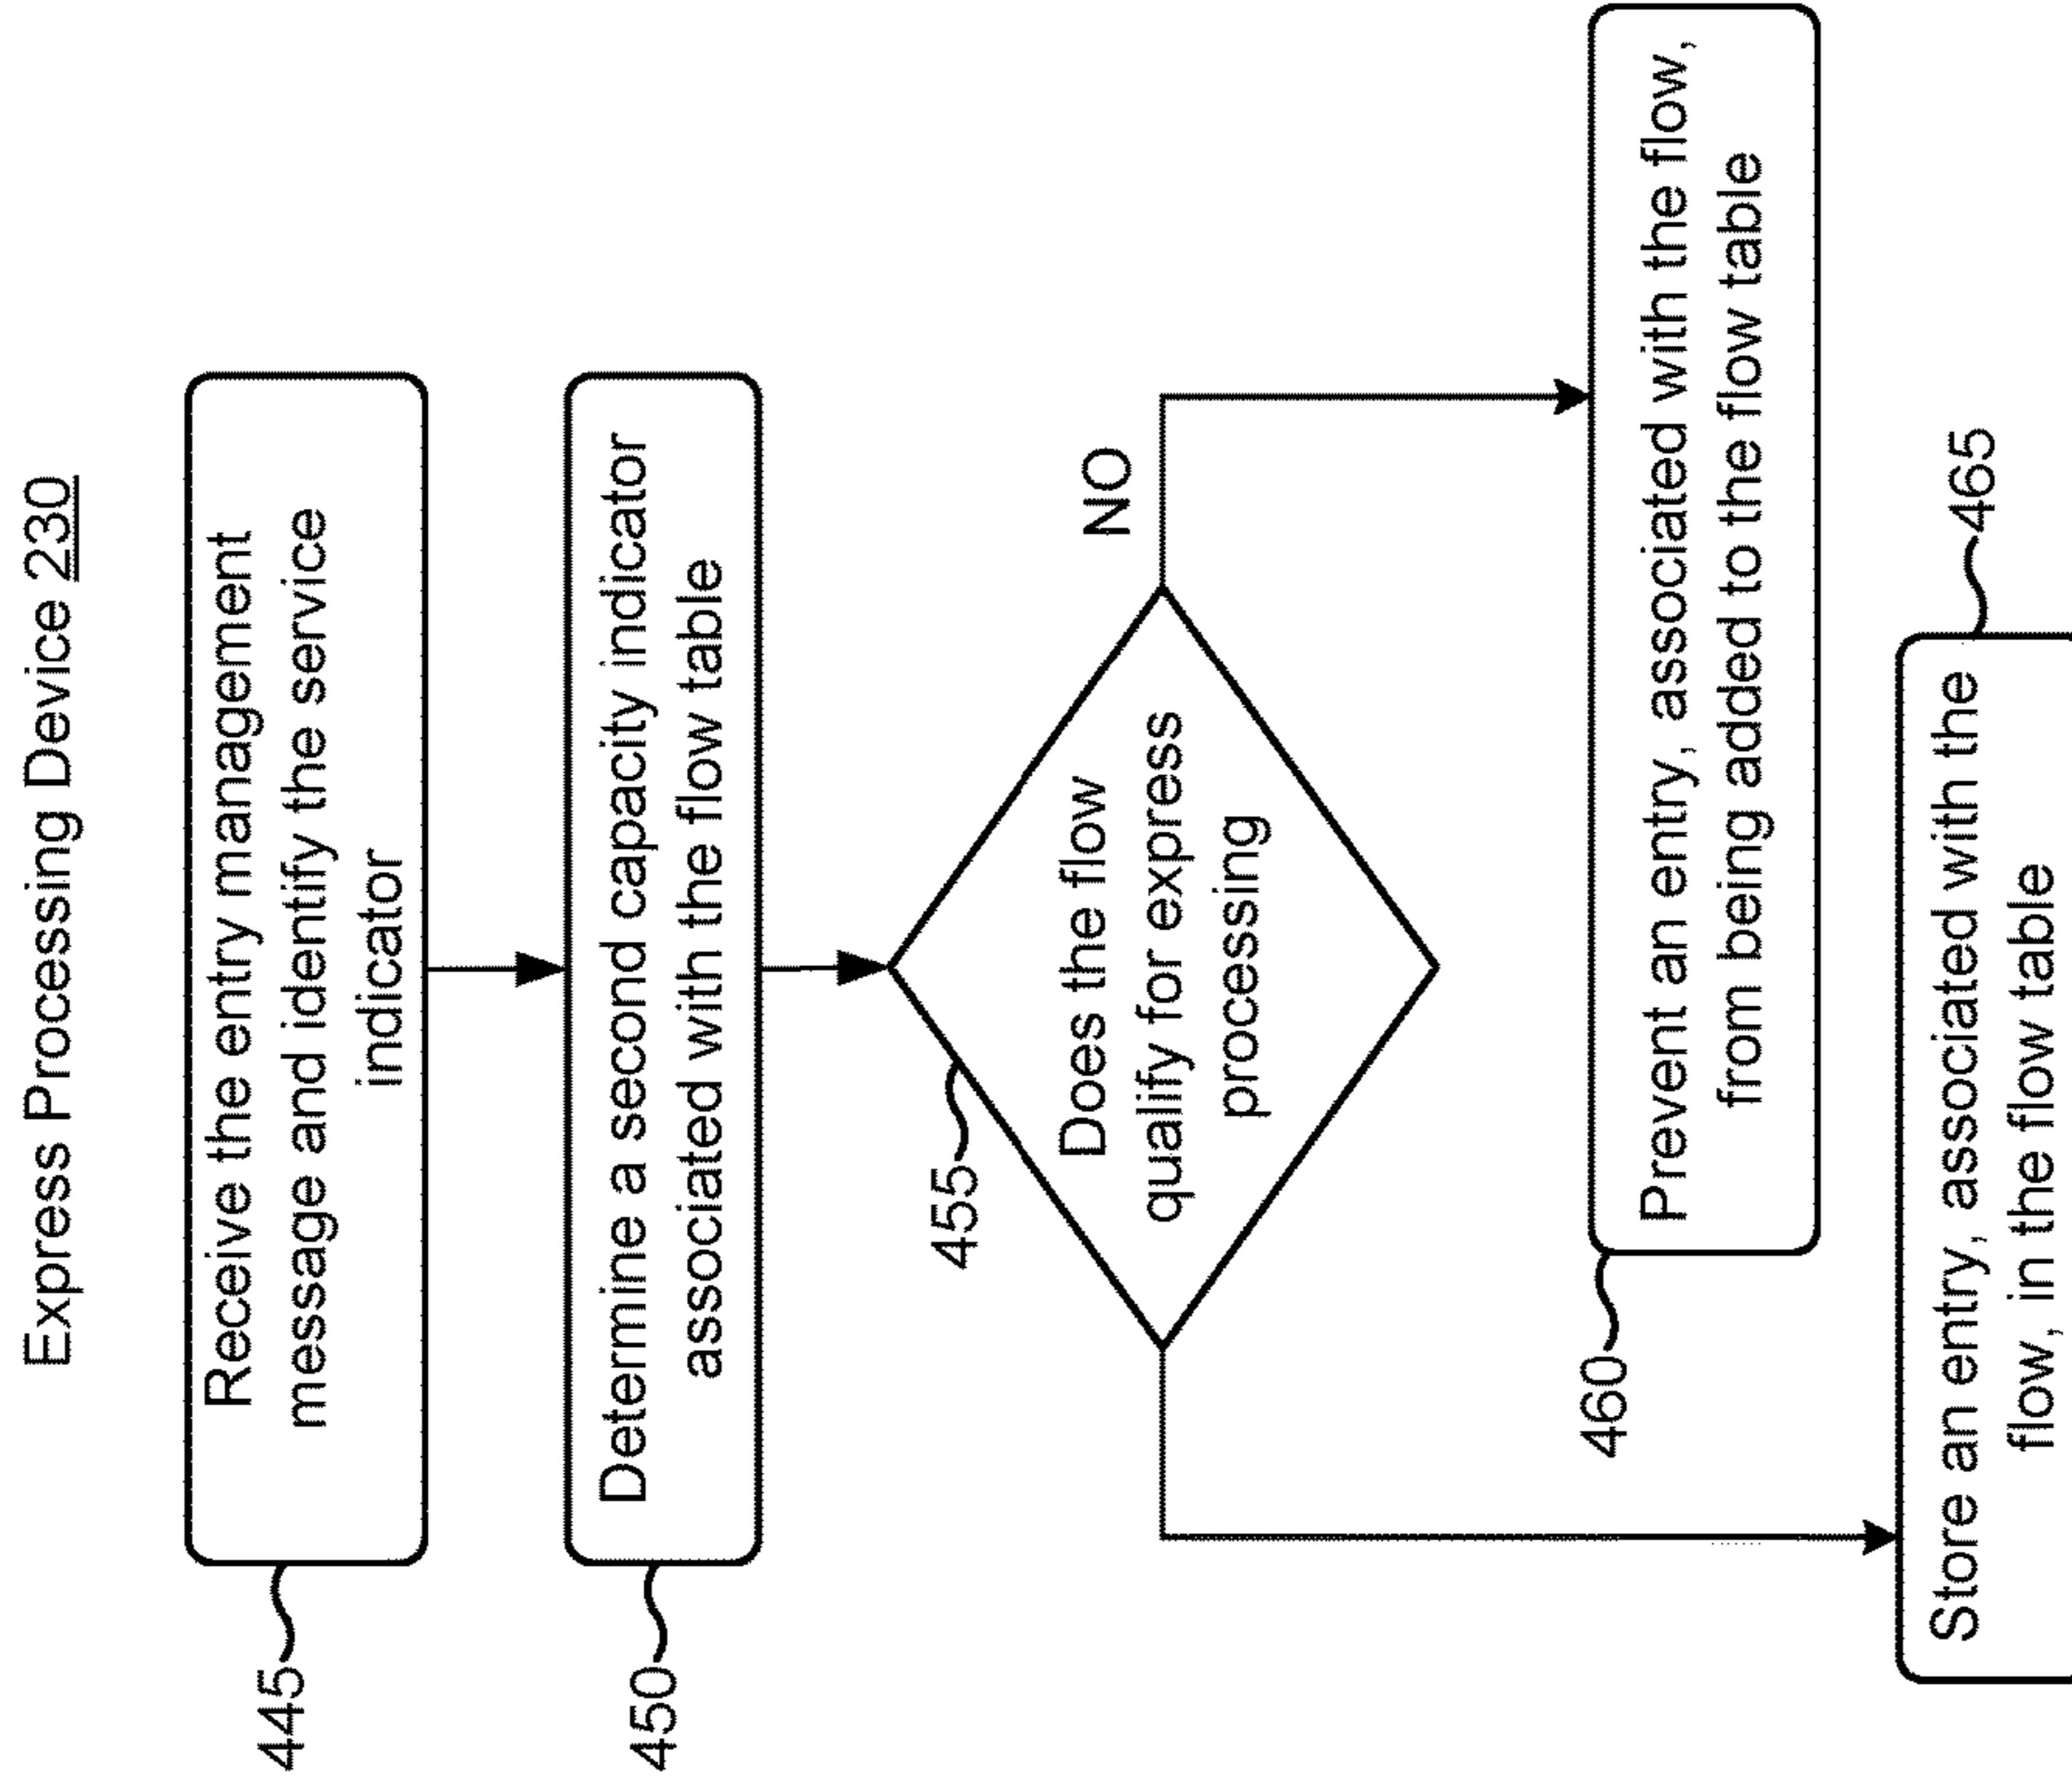 Express Processing Device 230
445
Receive the entry management
message and identify the service
indicator
450
Determine a second capacity indicator
associated with the flow table
455
Does the flow
qualify for express
processing
NO
460
Prevent an entry, associated with the flow,
from being added to the flow table
465
Store an entry, associated with the
flow, in the flow table